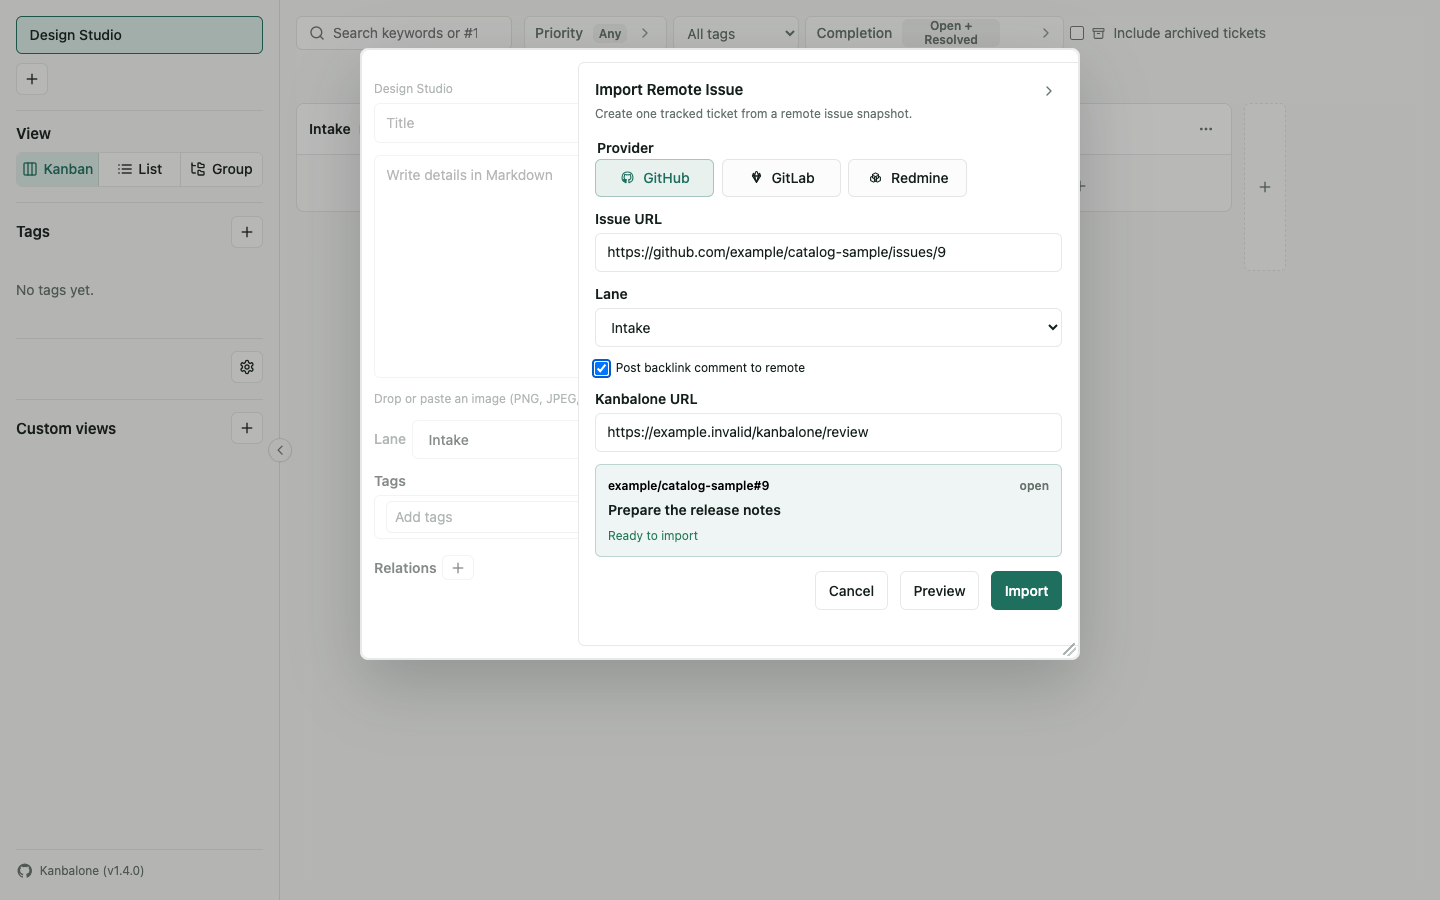 Design Studio
View
Kanban
List
Group
Tags
No tags yet.
Custom views
Kanbalone (v1.4.0)
Search keywords or #1
Priority Any
All tags
Completion
Open +
Resolved
Include archived tickets
Intake
Design Studio
Title
Write details in Markdown
Drop or paste an image (PNG, JPEG,
Lane
Intake
Tags
Add tags
Relations
Import Remote Issue
Create one tracked ticket from a remote issue snapshot.
Provider
GitHub
GitLab
Redmine
Issue URL
https://github.com/example/catalog-sample/issues/9
Lane
Intake
Post backlink comment to remote
Kanbalone URL
https://example.invalid/kanbalone/review
example/catalog-sample#9
open
Prepare the release notes
Ready to import
Cancel
Preview
Import